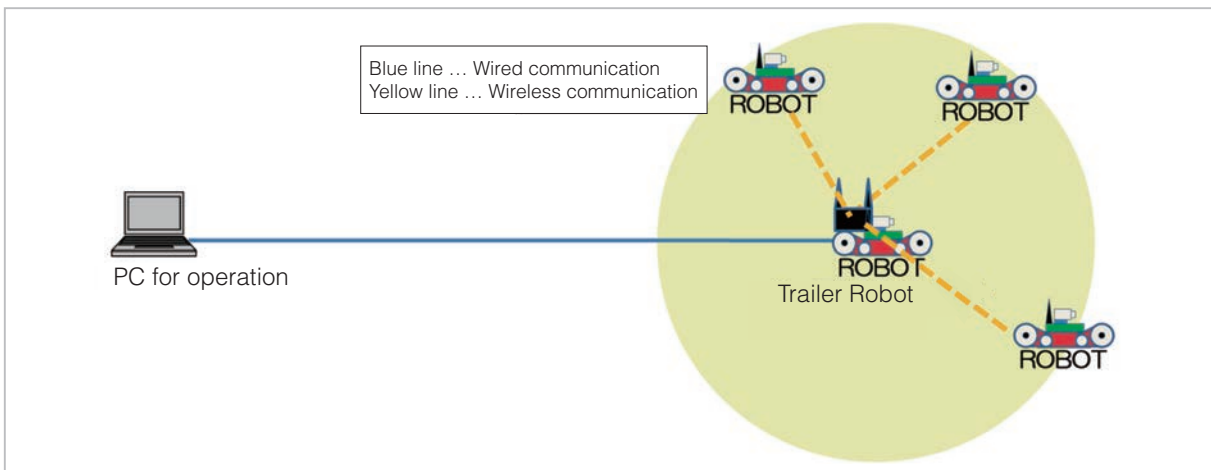 Blue line … Wired communication
Yellow line … Wireless communication
ROBOT
ROBOT
PC for operation
ROBOT
Trailer Robot
ROBOT